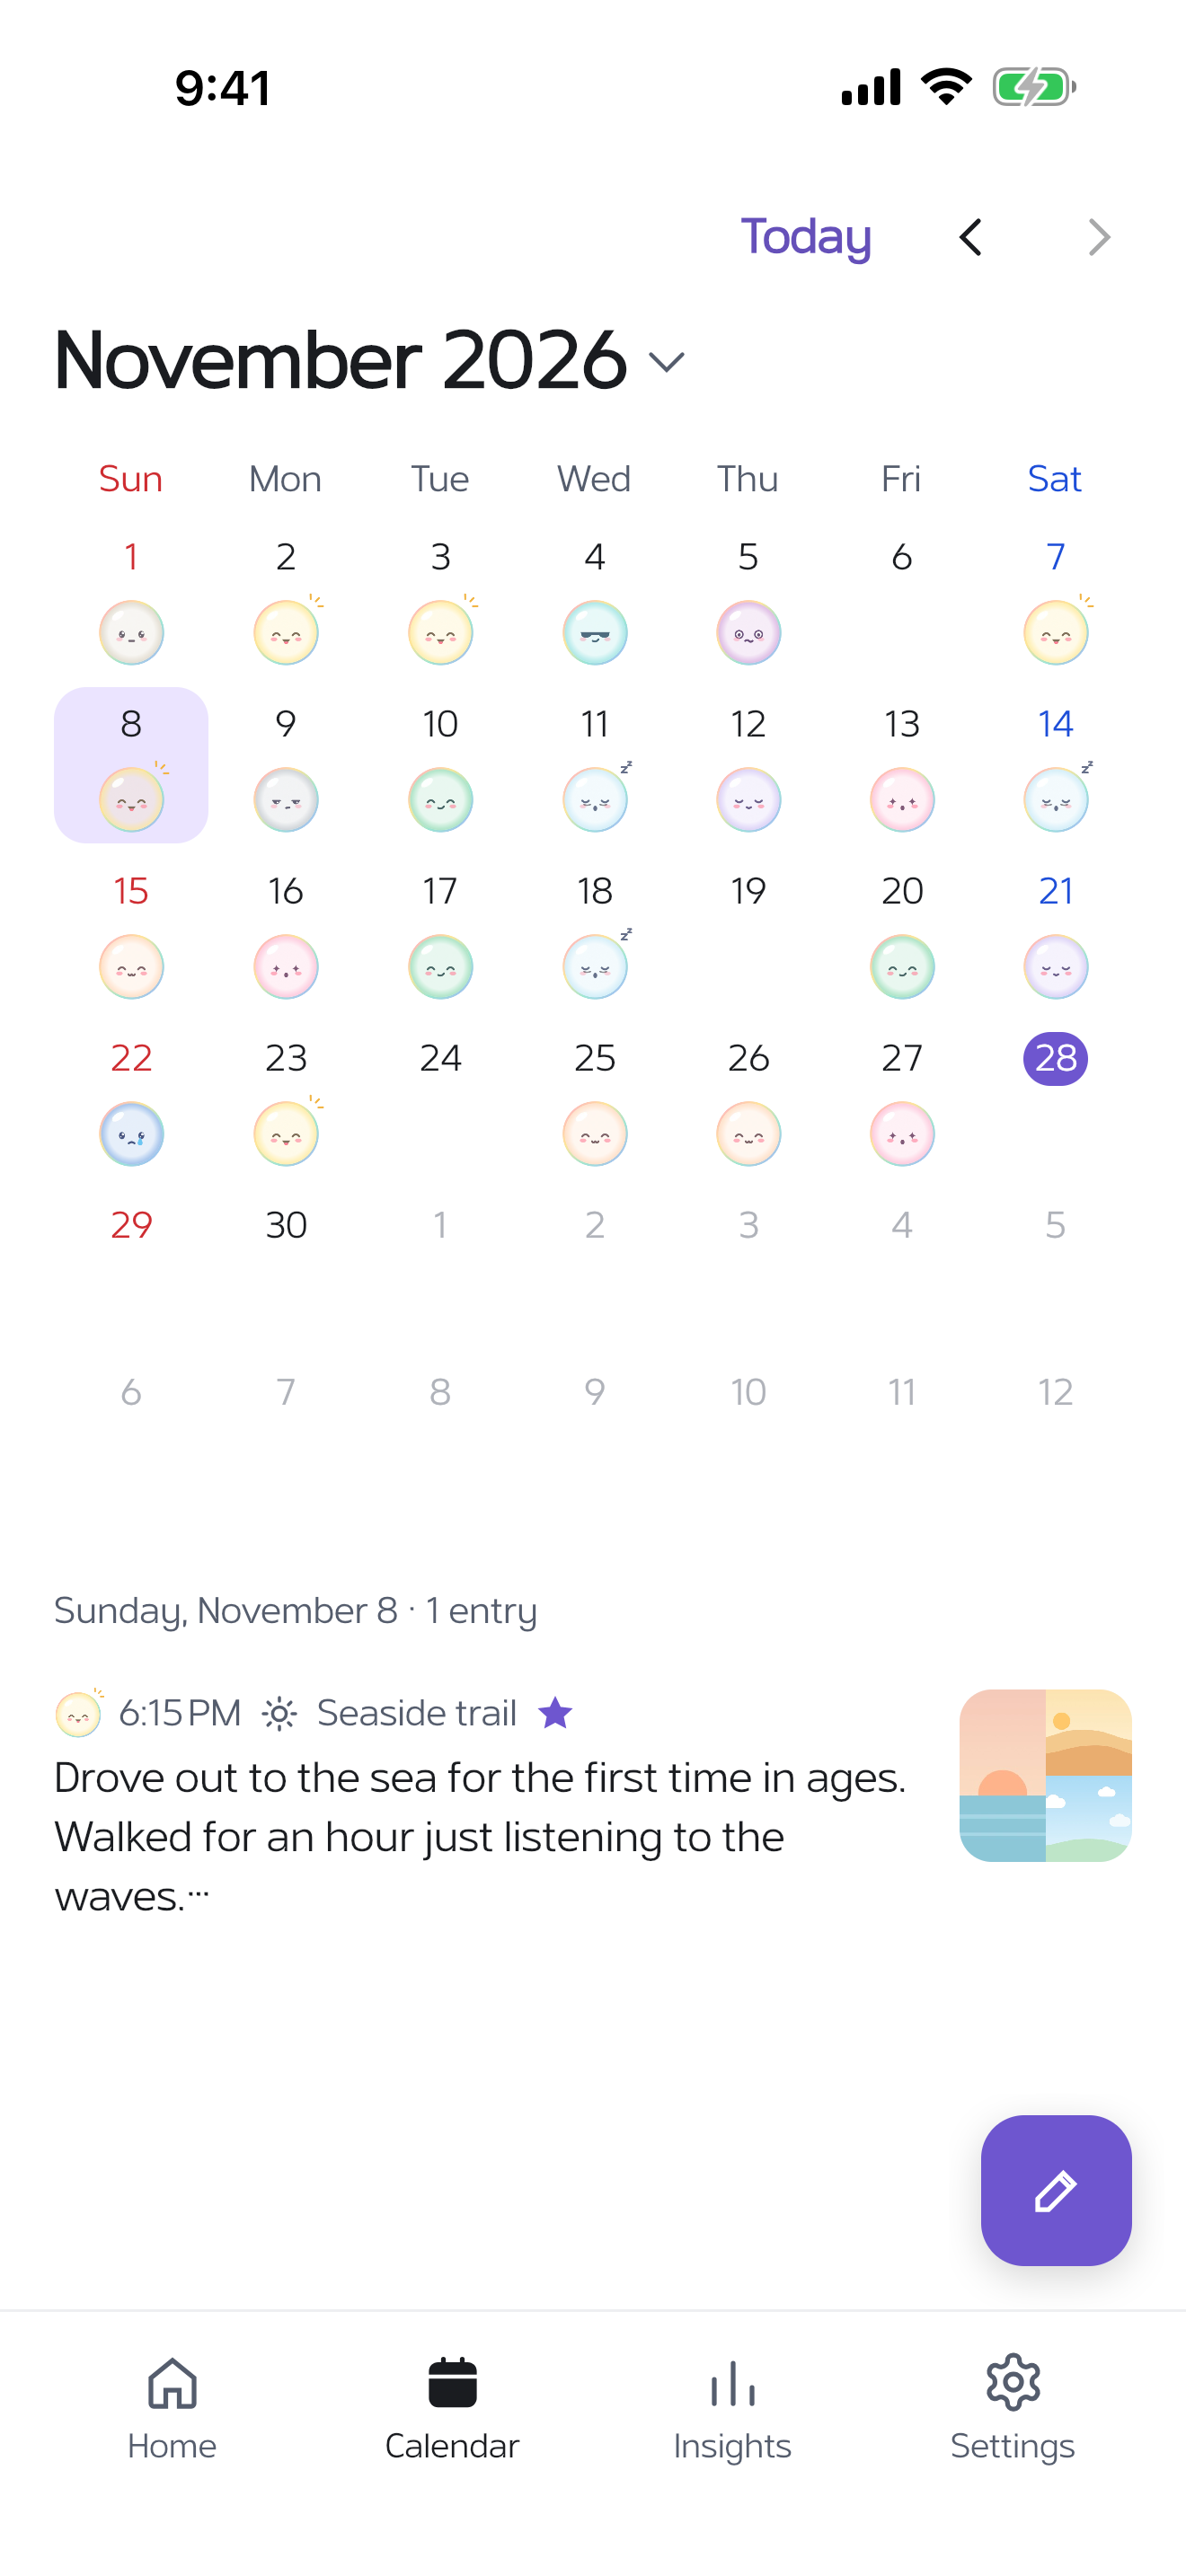 9:41
Today
November 2026
Sun Mon Tue Wed Thu Fri Sat
1 2 3 4 5 6 7
8 9 10 11 12 13 14
15 16 17 18 19 20 21
22 23 24 25 26 27 28
29 30 1 2 3 4 5
6 7 8 9 10 11 12
Sunday, November 8 · 1 entry
6:15 PM Seaside trail
Drove out to the sea for the first time in ages.
Walked for an hour just listening to the
waves.…
Home Calendar Insights Settings